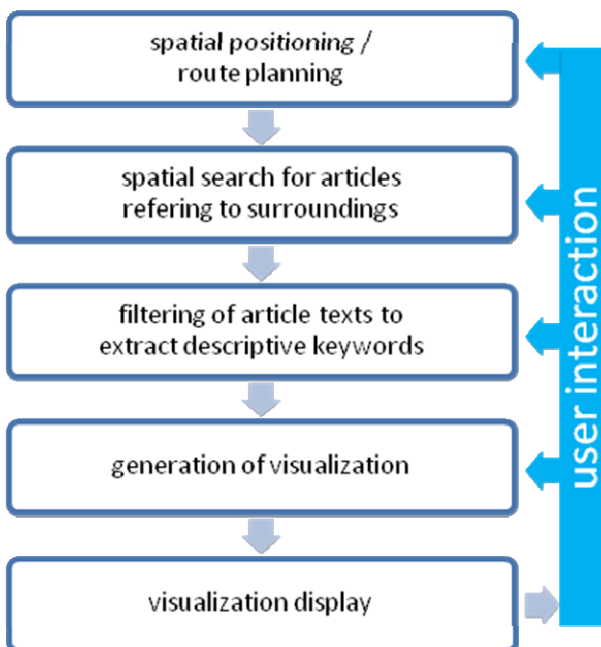 spatial positioning /
route planning
spatial search for articles
refering to surroundings
filtering of article texts to
extract descriptive keywords
generation of visualization
visualization display
user interaction